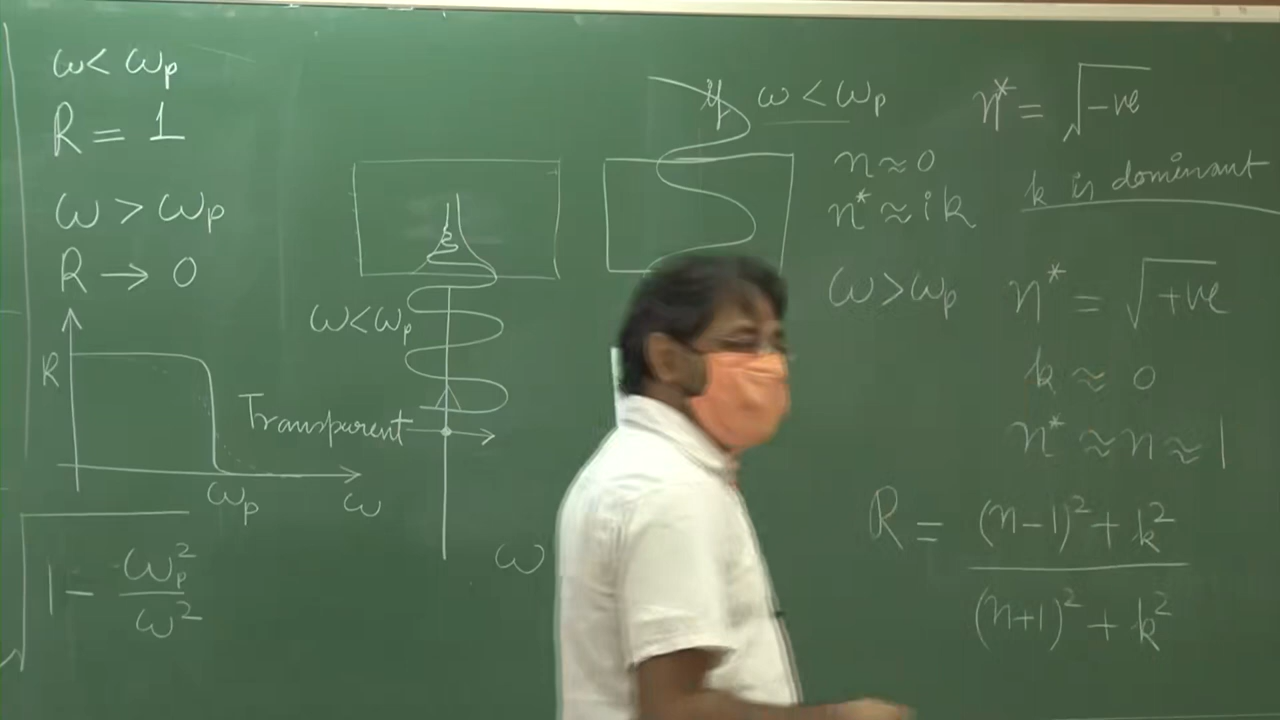 ω < ωp
R = 1
ω > ωp
R → 0
R
ωp
ω
√1 - ωp²/ω²
ω<ωp
Transparent
ω
if ω < ωp
n* = √-ve
n ≈ 0
n* ≈ ik
k is dominant
ω > ωp
n* = √+ve
k ≈ 0
n* ≈ n ≈ 1
R = (n-1)² + k² / (n+1)² + k²